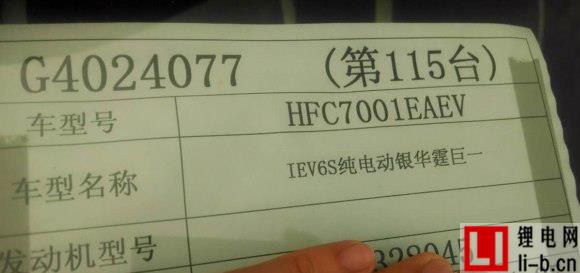 G4024077 (第115台)
车型号 HFC7001EAEV
车型名称 IEV6S纯电动银华霆巨一
发动机型号
LI 锂电网
li-b.cn